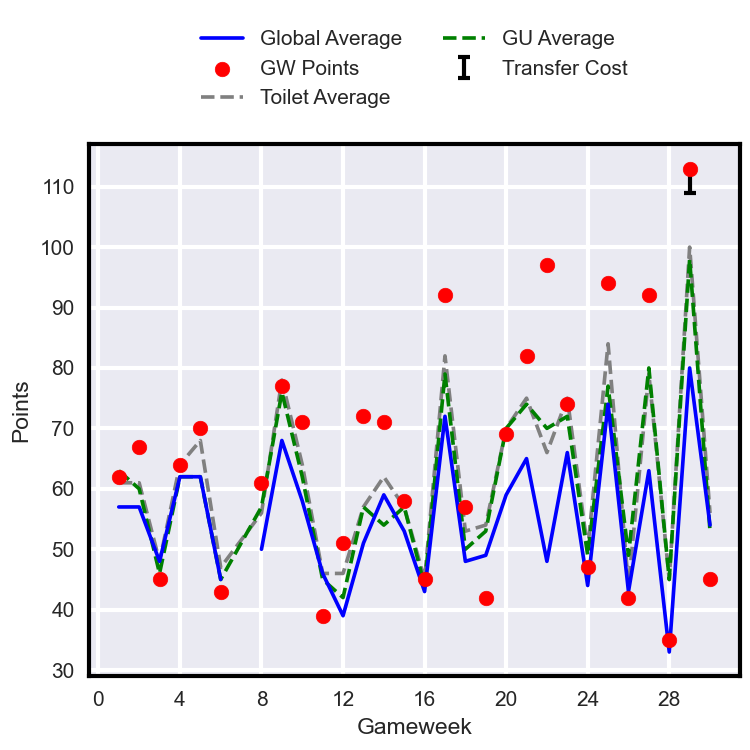 Global Average
GW Points
Toilet Average
GU Average
Transfer Cost
Points
110
100
90
80
70
60
50
40
30
0 4 8 12 16 20 24 28
Gameweek